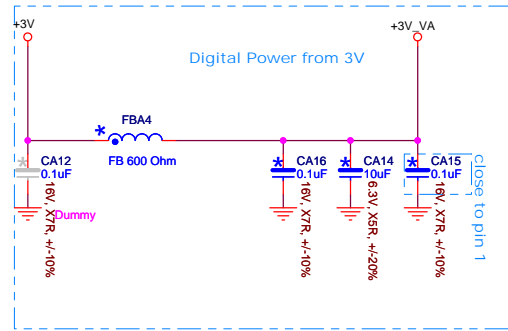 +3V
+3V_VA
Digital Power from 3V
FBA4
FB 600 Ohm
CA12
0.1uF
16V, X7R, +/-10%
Dummy
CA16
0.1uF
16V, X7R, +/-10%
CA14
10uF
6.3V, X5R, +/-20%
CA15
0.1uF
16V, X7R, +/-10%
close to pin 1